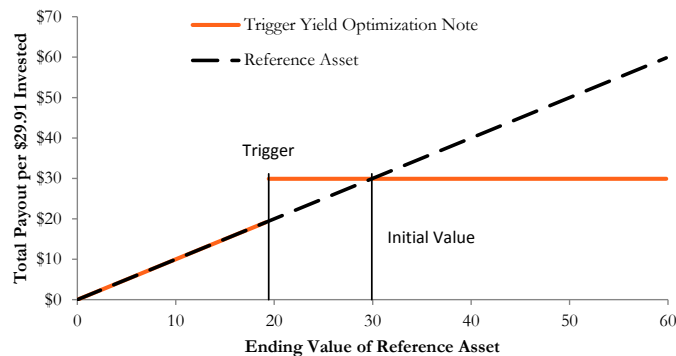 $70
Trigger Yield Optimization Note
$60
Reference Asset
$50
$40
Trigger
$30
$20
Initial Value
$10
$0
0 10 20 30 40 50 60
Total Payout per $29.91 Invested
Ending Value of Reference Asset